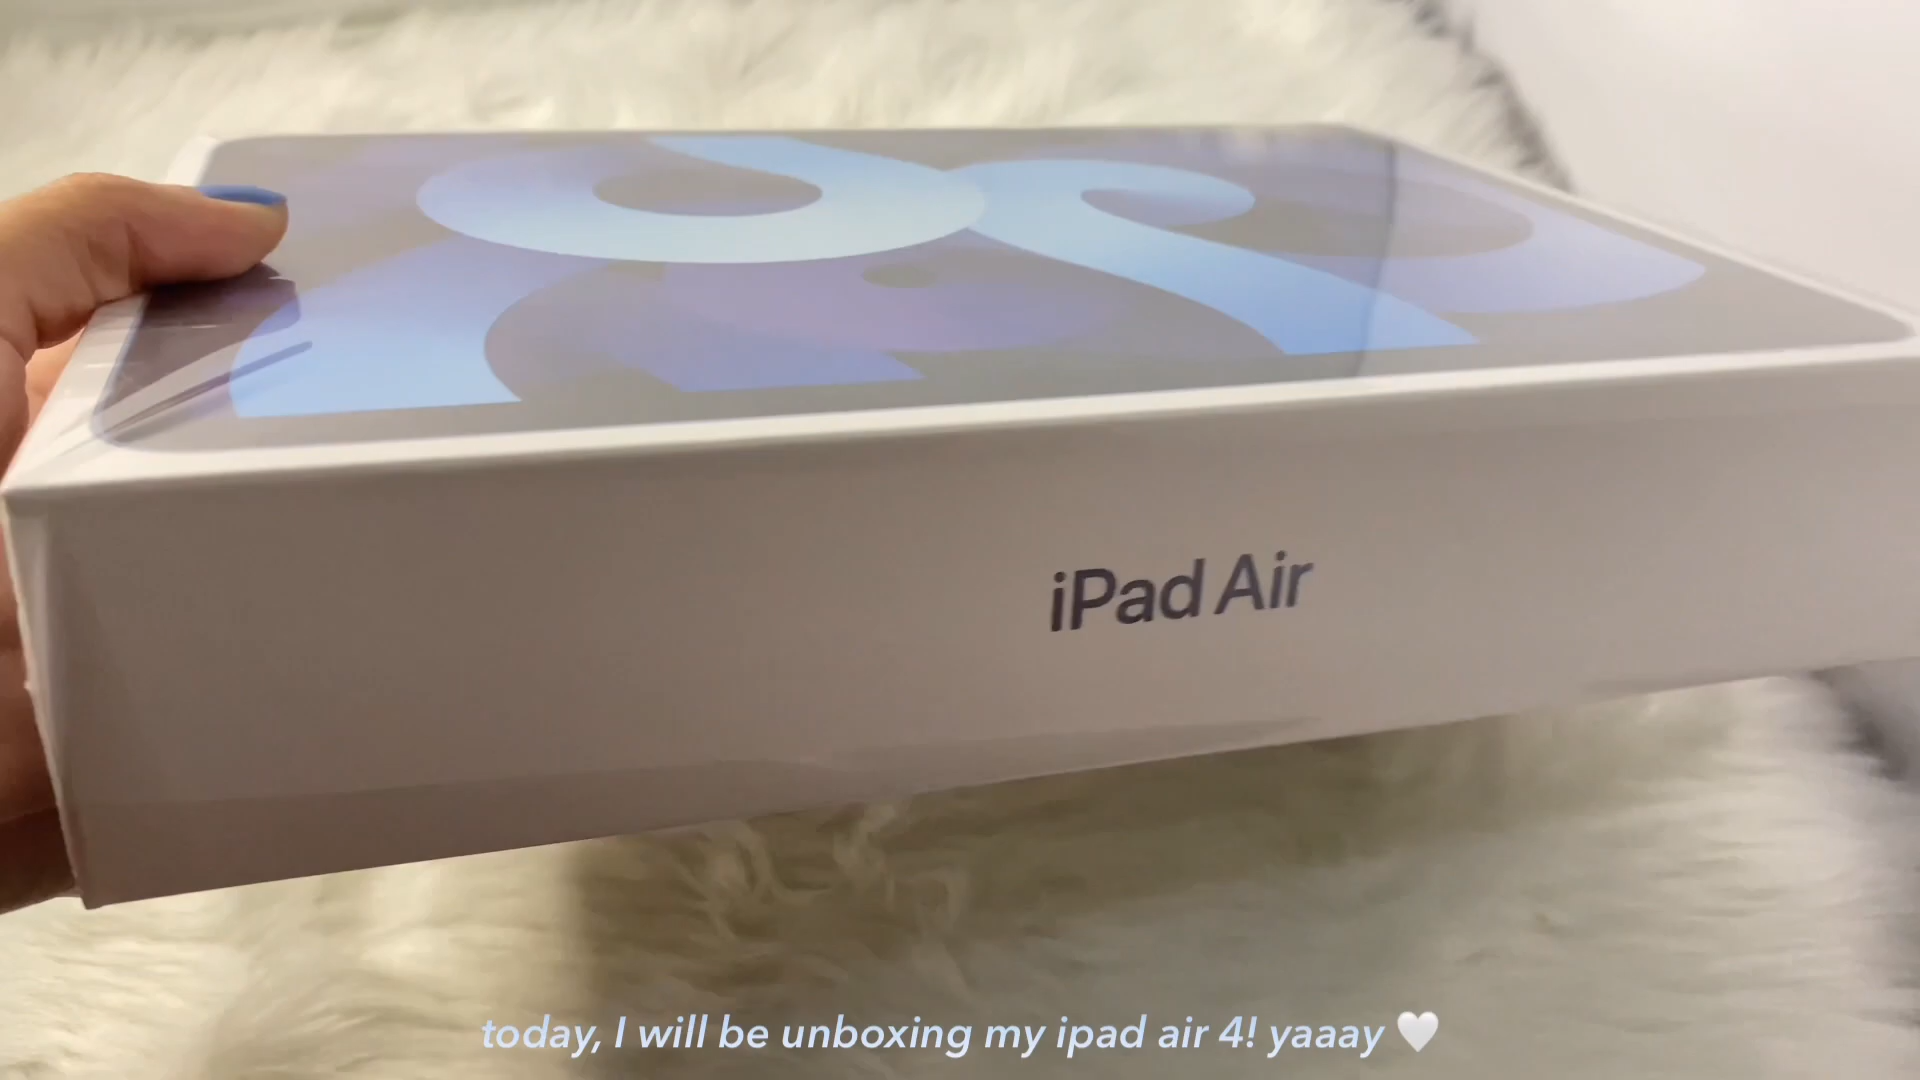 iPad Air
today, I will be unboxing my ipad air 4! yaaay 🤍